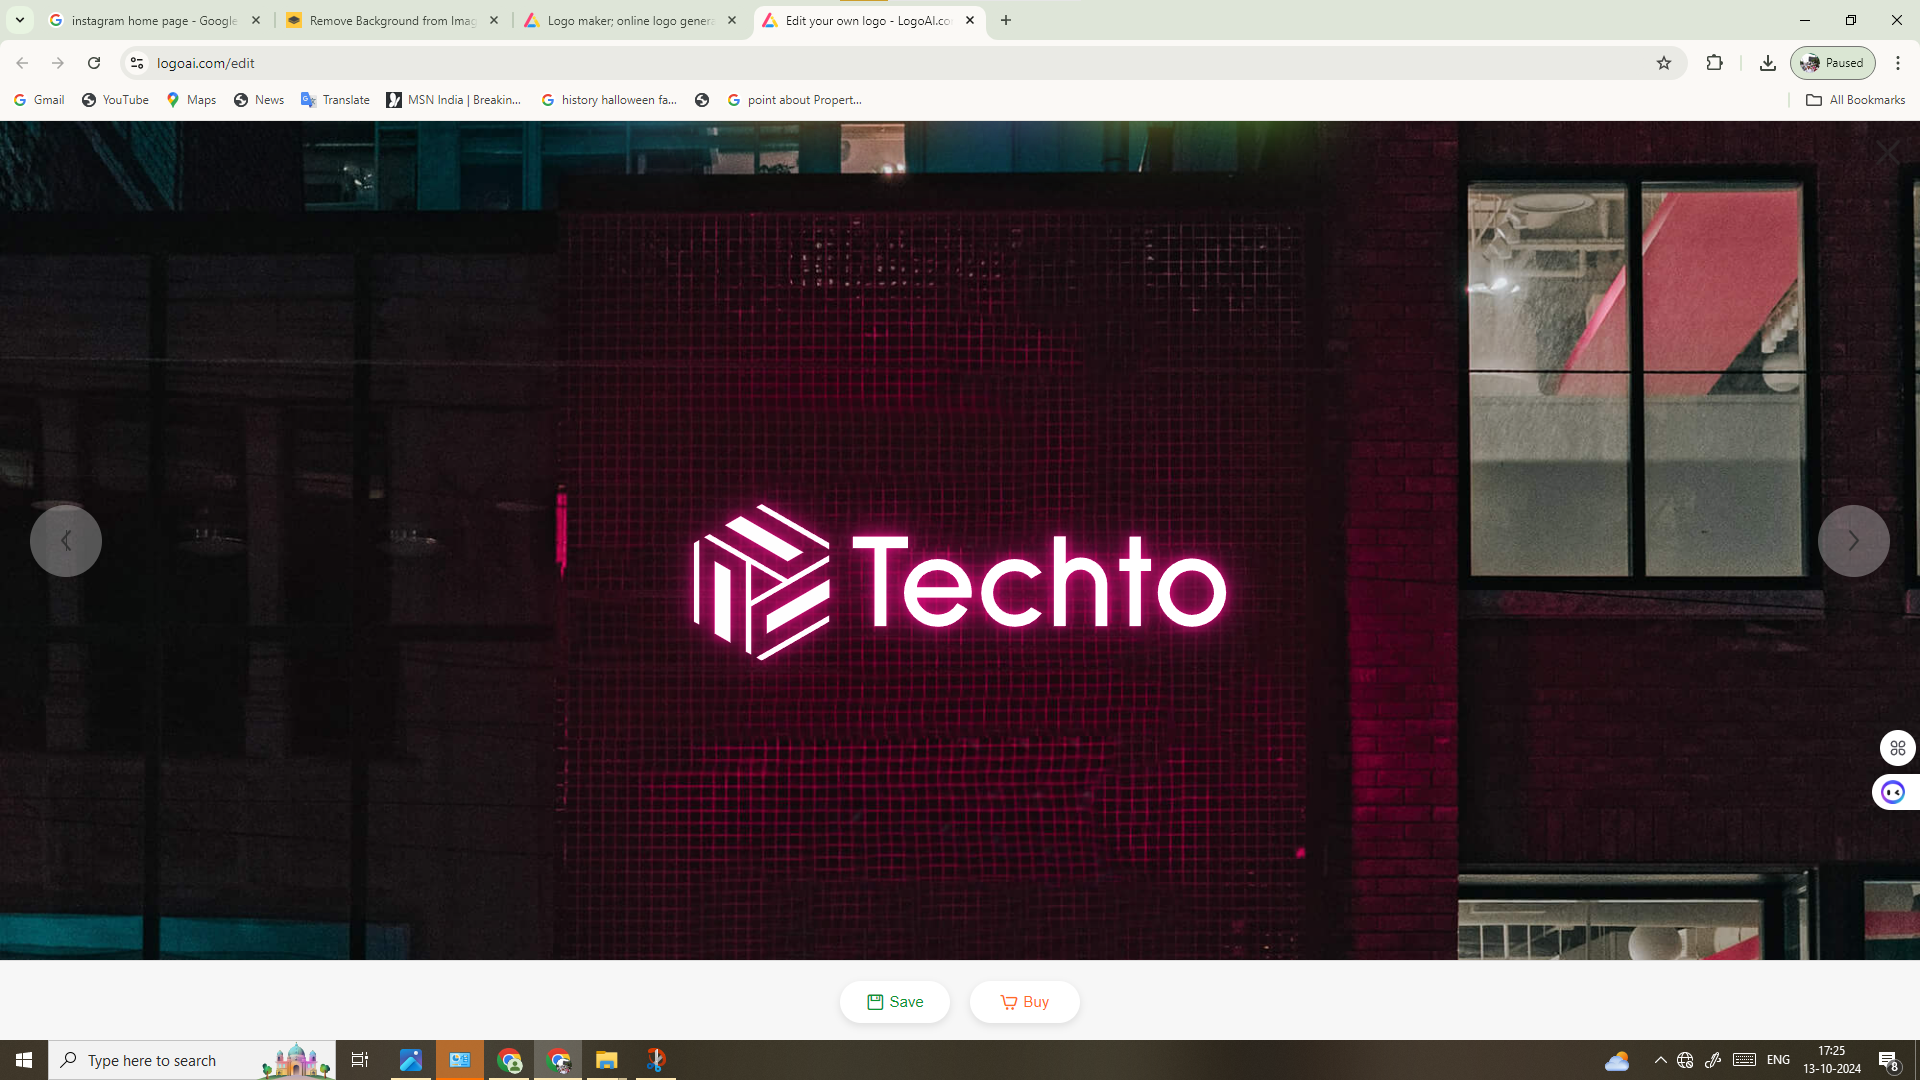 instagram home page - Google
Remove Background from Imag
Logo maker; online logo genera
Edit your own logo - LogoAI.co
logoai.com/edit
Paused
Gmail
YouTube
Maps
News
Translate
MSN India | Breakin...
history halloween fa...
point about Propert...
All Bookmarks
Techto
Save
Buy
Type here to search
ENG
17:25
13-10-2024
8